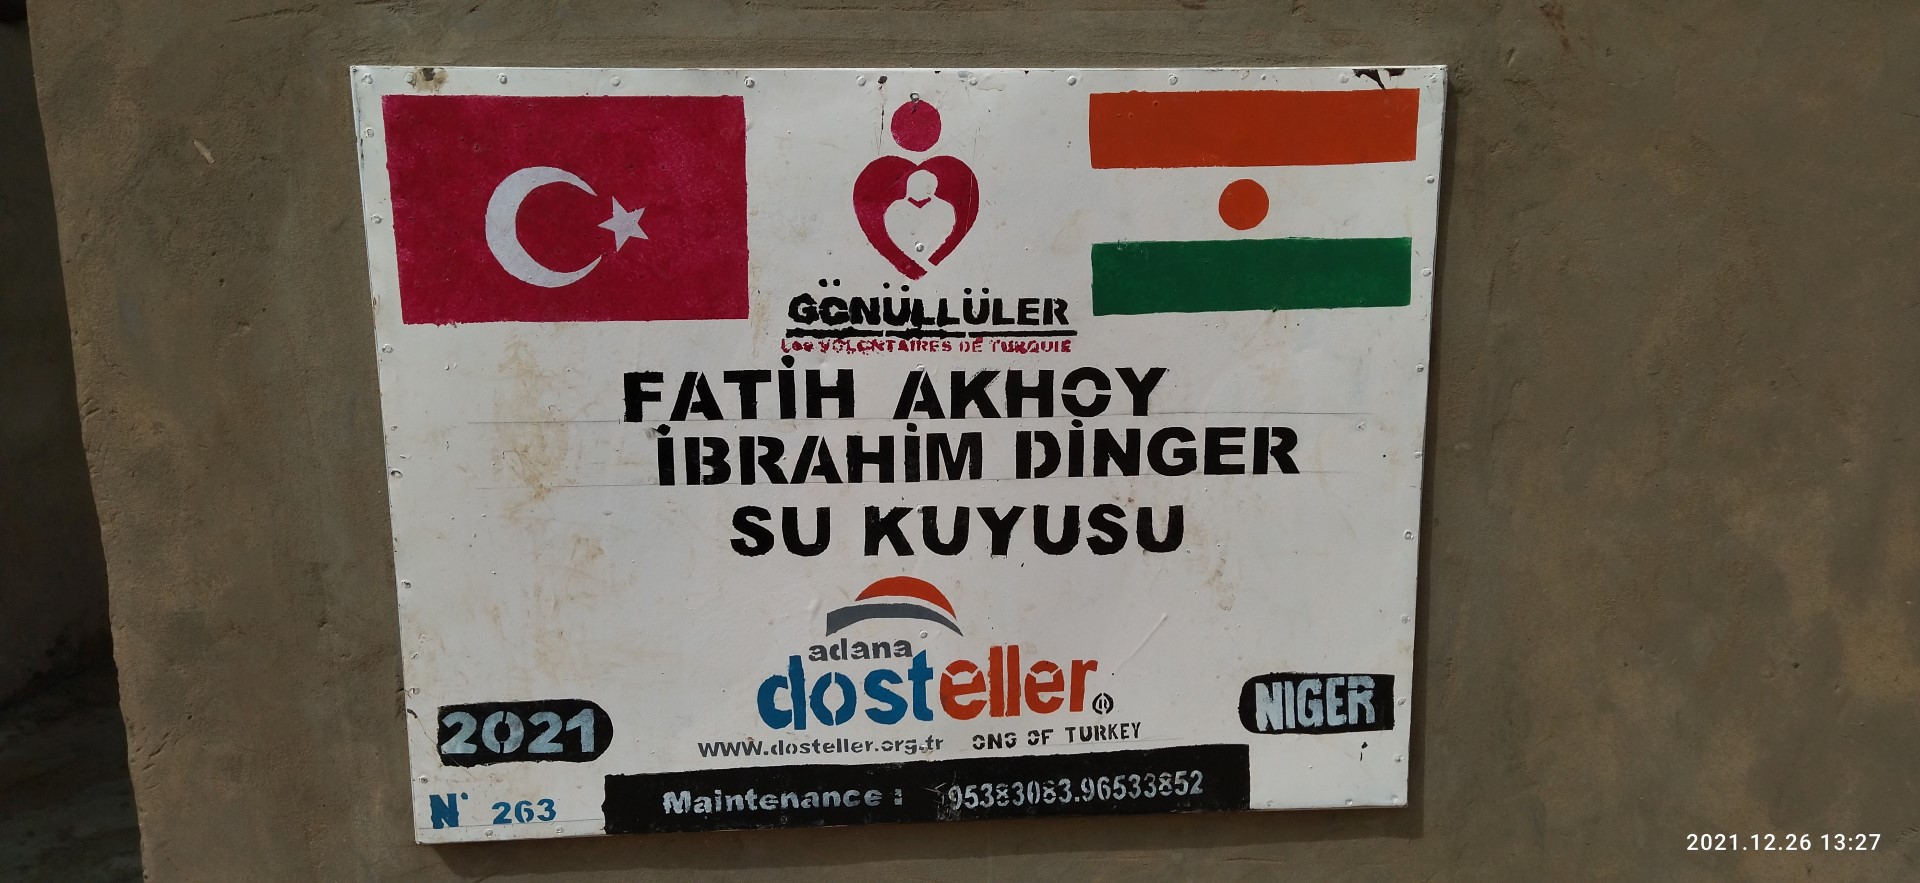 GÖNÜLLÜLER
Les VOLONTAIRES DE TURQUIE
FATİH AKHOY
İBRAHİM DİNGER
SU KUYUSU
adana
dosteller
www.dosteller.org.tr ONG OF TURKEY
2021
NIGER
N° 263
Maintenance : 95383083.96533852
2021.12.26 13:27